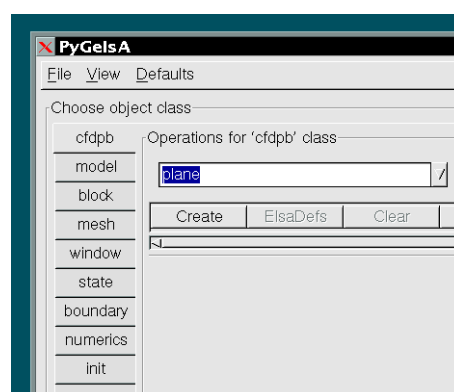 PyGelsA
File View Defaults
Choose object class
cfdpb
Operations for 'cfdpb' class
model
plane
block
Create ElsaDefs Clear
mesh
window
state
boundary
numerics
init